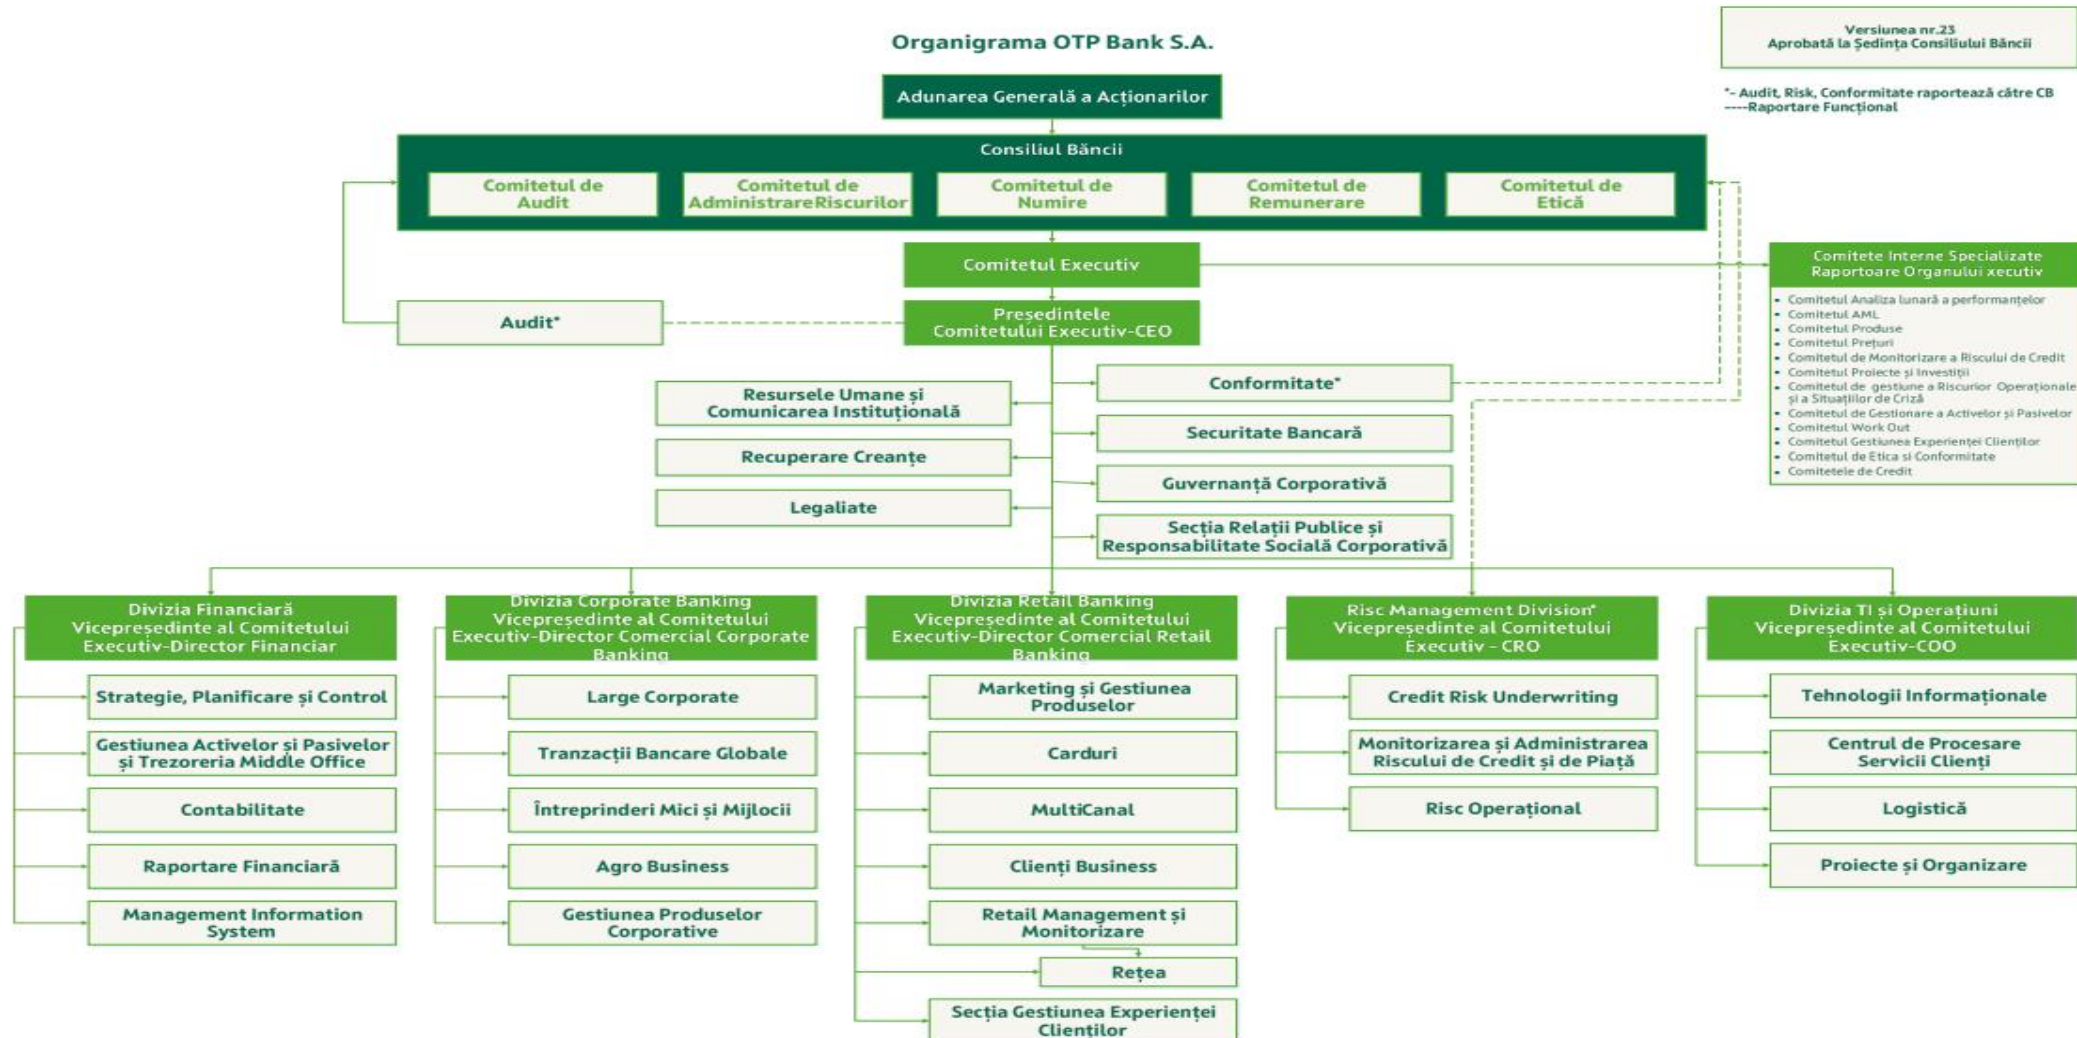 Organigrama OTP Bank S.A.
Versiunea nr.23
Aprobată la Ședința Consiliului Băncii
*- Audit, Risk, Conformitate raportează către CB
----Raportare Funcțional
Adunarea Generală a Acționarilor
Consiliul Băncii
Comitetul de
Audit
Comitetul de
AdministrareRiscurilor
Comitetul de
Numire
Comitetul de
Remunerare
Comitetul de
Etică
Comitetul Executiv
Comitete Interne Specializate
Raportoare Organului xecutiv
• Comitetul Analiza lunară a performanțelor
• Comitetul AML
• Comitetul Produse
• Comitetul Prețuri
• Comitetul de Monitorizare a Riscului de Credit
• Comitetul Proiecte și Investiții
• Comitetul de gestiune a Riscurior Operaționale
și a Situațiilor de Criză
• Comitetul de Gestionare a Activelor și Pasivelor
• Comitetul Work Out
• Comitetul Gestiunea Experienței Clienților
• Comitetul de Etica si Conformitate
• Comitetele de Credit
Audit*
Președintele
Comitetului Executiv-CEO
Resursele Umane și
Comunicarea Instituțională
Recuperare Creanțe
Legaliate
Conformitate*
Securitate Bancară
Guvernanță Corporativă
Secția Relații Publice și
Responsabilitate Socială Corporativă
Divizia Financiară
Vicepreședinte al Comitetului
Executiv-Director Financiar
Strategie, Planificare și Control
Gestiunea Activelor și Pasivelor
și Trezoreria Middle Office
Contabilitate
Raportare Financiară
Management Information
System
Divizia Corporate Banking
Vicepreședinte al Comitetului
Executiv-Director Comercial Corporate
Banking
Large Corporate
Tranzacții Bancare Globale
Întreprinderi Mici și Mijlocii
Agro Business
Gestiunea Produselor
Corporative
Divizia Retail Banking
Vicepreședinte al Comitetului
Executiv-Director Comercial Retail
Banking
Marketing și Gestiunea
Produselor
Carduri
MultiCanal
Clienți Business
Retail Management și
Monitorizare
Rețea
Secția Gestiunea Experienței
Clienților
Risc Management Division*
Vicepreședinte al Comitetului
Executiv - CRO
Credit Risk Underwriting
Monitorizarea și Administrarea
Riscului de Credit și de Piață
Risc Operațional
Divizia TI și Operațiuni
Vicepreședinte al Comitetului
Executiv-COO
Tehnologii Informaționale
Centrul de Procesare
Servicii Clienți
Logistică
Proiecte și Organizare